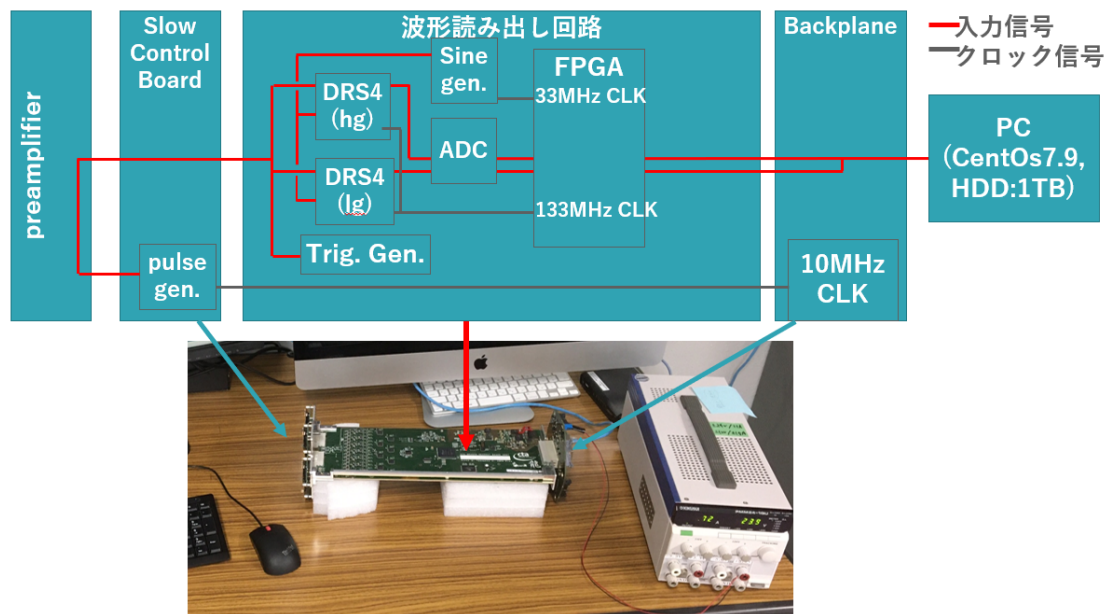 preamplifier
Slow
Control
Board
pulse
gen.
波形読み出し回路
Sine
gen.
DRS4
(hg)
DRS4
(lg)
ADC
Trig. Gen.
FPGA
33MHz CLK
133MHz CLK
Backplane
10MHz
CLK
入力信号
クロック信号
PC
(CentOs7.9,
HDD:1TB)
cta